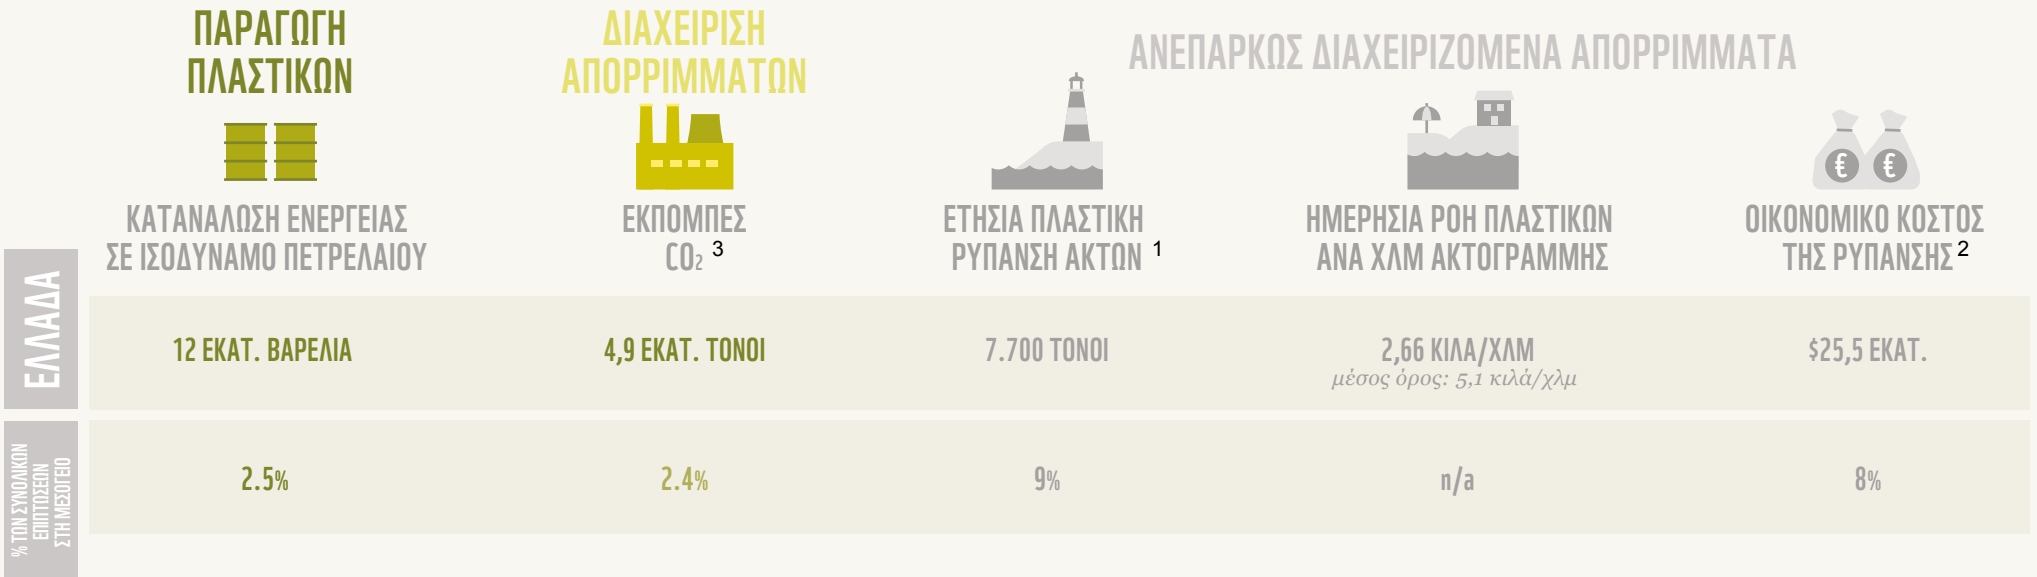 ΠΑΡΑΓΩΓΗ
ΠΛΑΣΤΙΚΩΝ
ΔΙΑΧΕΙΡΙΣΗ
ΑΠΟΡΡΙΜΜΑΤΩΝ
ΑΝΕΠΑΡΚΩΣ ΔΙΑΧΕΙΡΙΖΟΜΕΝΑ ΑΠΟΡΡΙΜΜΑΤΑ
€ €
ΚΑΤΑΝΑΛΩΣΗ ΕΝΕΡΓΕΙΑΣ
ΣΕ ΙΣΟΔΥΝΑΜΟ ΠΕΤΡΕΛΑΙΟΥ
ΕΚΠΟΜΠΕΣ
CO₂ 3
ΕΤΗΣΙΑ ΠΛΑΣΤΙΚΗ
ΡΥΠΑΝΣΗ ΑΚΤΩΝ 1
ΗΜΕΡΗΣΙΑ ΡΟΗ ΠΛΑΣΤΙΚΩΝ
ΑΝΑ ΧΛΜ ΑΚΤΟΓΡΑΜΜΗΣ
ΟΙΚΟΝΟΜΙΚΟ ΚΟΣΤΟΣ
ΤΗΣ ΡΥΠΑΝΣΗΣ 2
ΕΛΛΑΔΑ
12 ΕΚΑΤ. ΒΑΡΕΛΙΑ
4,9 ΕΚΑΤ. ΤΟΝΟΙ
7.700 ΤΟΝΟΙ
2,66 ΚΙΛΑ/ΧΛΜ
μέσος όρος: 5,1 κιλά/χλμ
$25,5 ΕΚΑΤ.
% ΤΩΝ ΣΥΝΟΛΙΚΩΝ
ΕΠΙΠΤΩΣΕΩΝ
ΣΤΗ ΜΕΣΟΓΕΙΟ
2.5%
2.4%
9%
n/a
8%